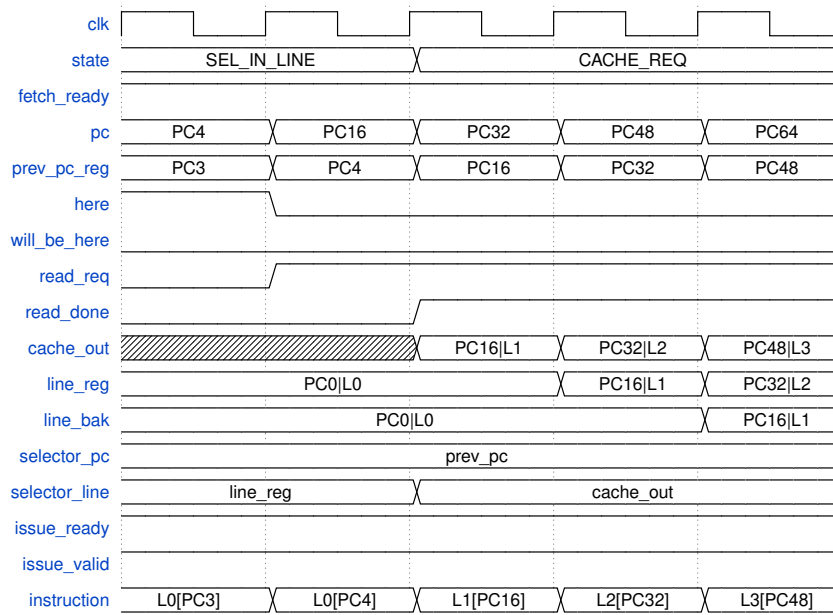 clk
state SEL_IN_LINE CACHE_REQ
fetch_ready
pc PC4 PC16 PC32 PC48 PC64
prev_pc_reg PC3 PC4 PC16 PC32 PC48
here
will_be_here
read_req
read_done
cache_out PC16|L1 PC32|L2 PC48|L3
line_reg PC0|L0 PC16|L1 PC32|L2
line_bak PC0|L0 PC16|L1
selector_pc prev_pc
selector_line line_reg cache_out
issue_ready
issue_valid
instruction L0[PC3] L0[PC4] L1[PC16] L2[PC32] L3[PC48]